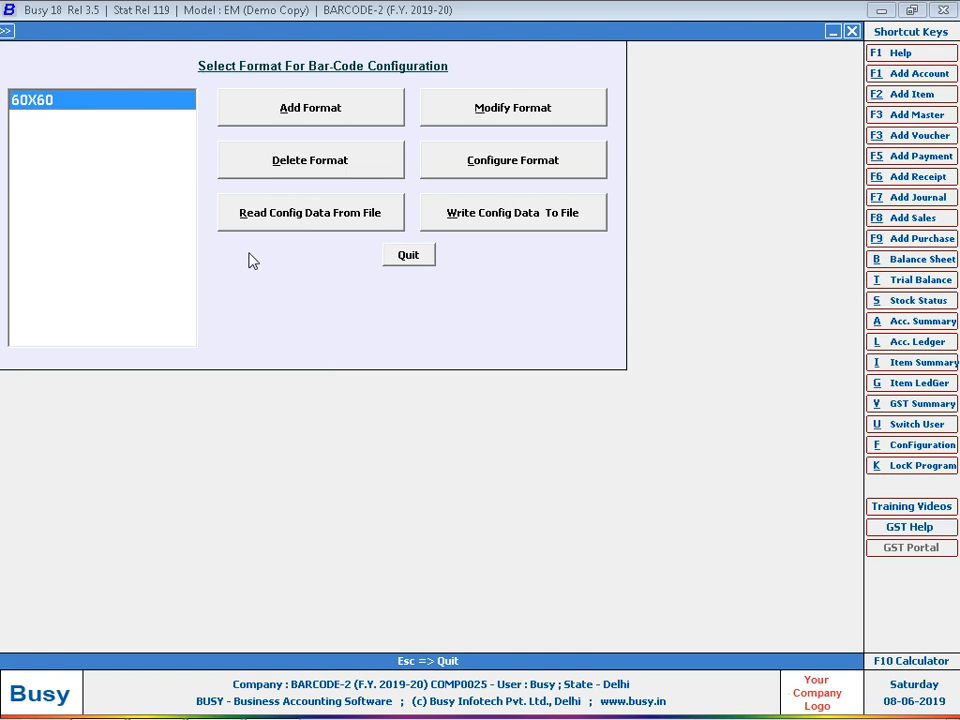 Busy 18 Rel 3.5 | Stat Rel 119 | Model : EM (Demo Copy) | BARCODE-2 (F.Y. 2019-20)
>>
Select Format For Bar-Code Configuration
60X60
Add Format
Modify Format
Delete Format
Configure Format
Read Config Data From File
Write Config Data To File
Quit
Shortcut Keys
F1 Help
F1 Add Account
F2 Add Item
F3 Add Master
F3 Add Voucher
F5 Add Payment
F6 Add Receipt
F7 Add Journal
F8 Add Sales
F9 Add Purchase
B Balance Sheet
T Trial Balance
S Stock Status
A Acc. Summary
L Acc. Ledger
I Item Summary
G Item LedGer
V GST Summary
U Switch User
F ConFiguration
K LocK Program
Training Videos
GST Help
GST Portal
Esc => Quit
F10 Calculator
Busy
Company : BARCODE-2 (F.Y. 2019-20) COMP0025 - User : Busy ; State - Delhi
BUSY - Business Accounting Software ; (c) Busy Infotech Pvt. Ltd., Delhi ; www.busy.in
Your
Company
Logo
Saturday
08-06-2019